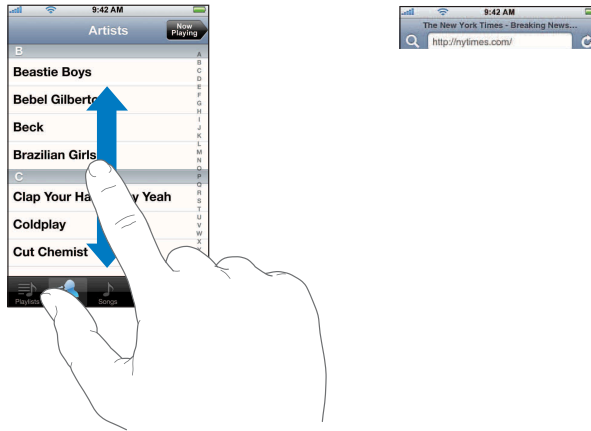 9:42 AM
Artists
Now
Playing
B
Beastie Boys
Bebel Gilberto
Beck
Brazilian Girls
C
Clap Your Ha y Yeah
Coldplay
Cut Chemist
A
B
C
D
E
F
G
H
I
J
K
L
M
N
O
P
Q
R
S
T
U
V
W
X
Playlists
Songs
9:42 AM
The New York Times - Breaking News...
http://nytimes.com/